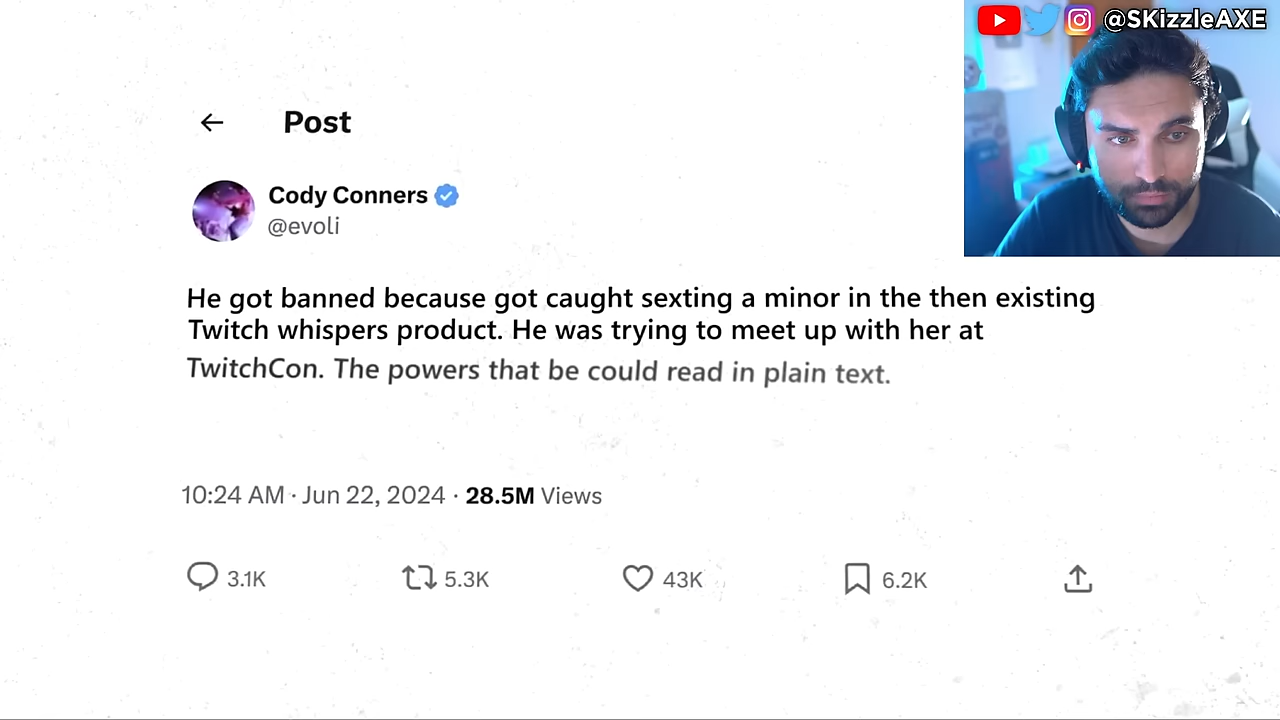 @SKizzleAXE
Post
Cody Conners
@evoli
He got banned because got caught sexting a minor in the then existing
Twitch whispers product. He was trying to meet up with her at
TwitchCon. The powers that be could read in plain text.
10:24 AM · Jun 22, 2024 · 28.5M Views
3.1K 5.3K 43K 6.2K